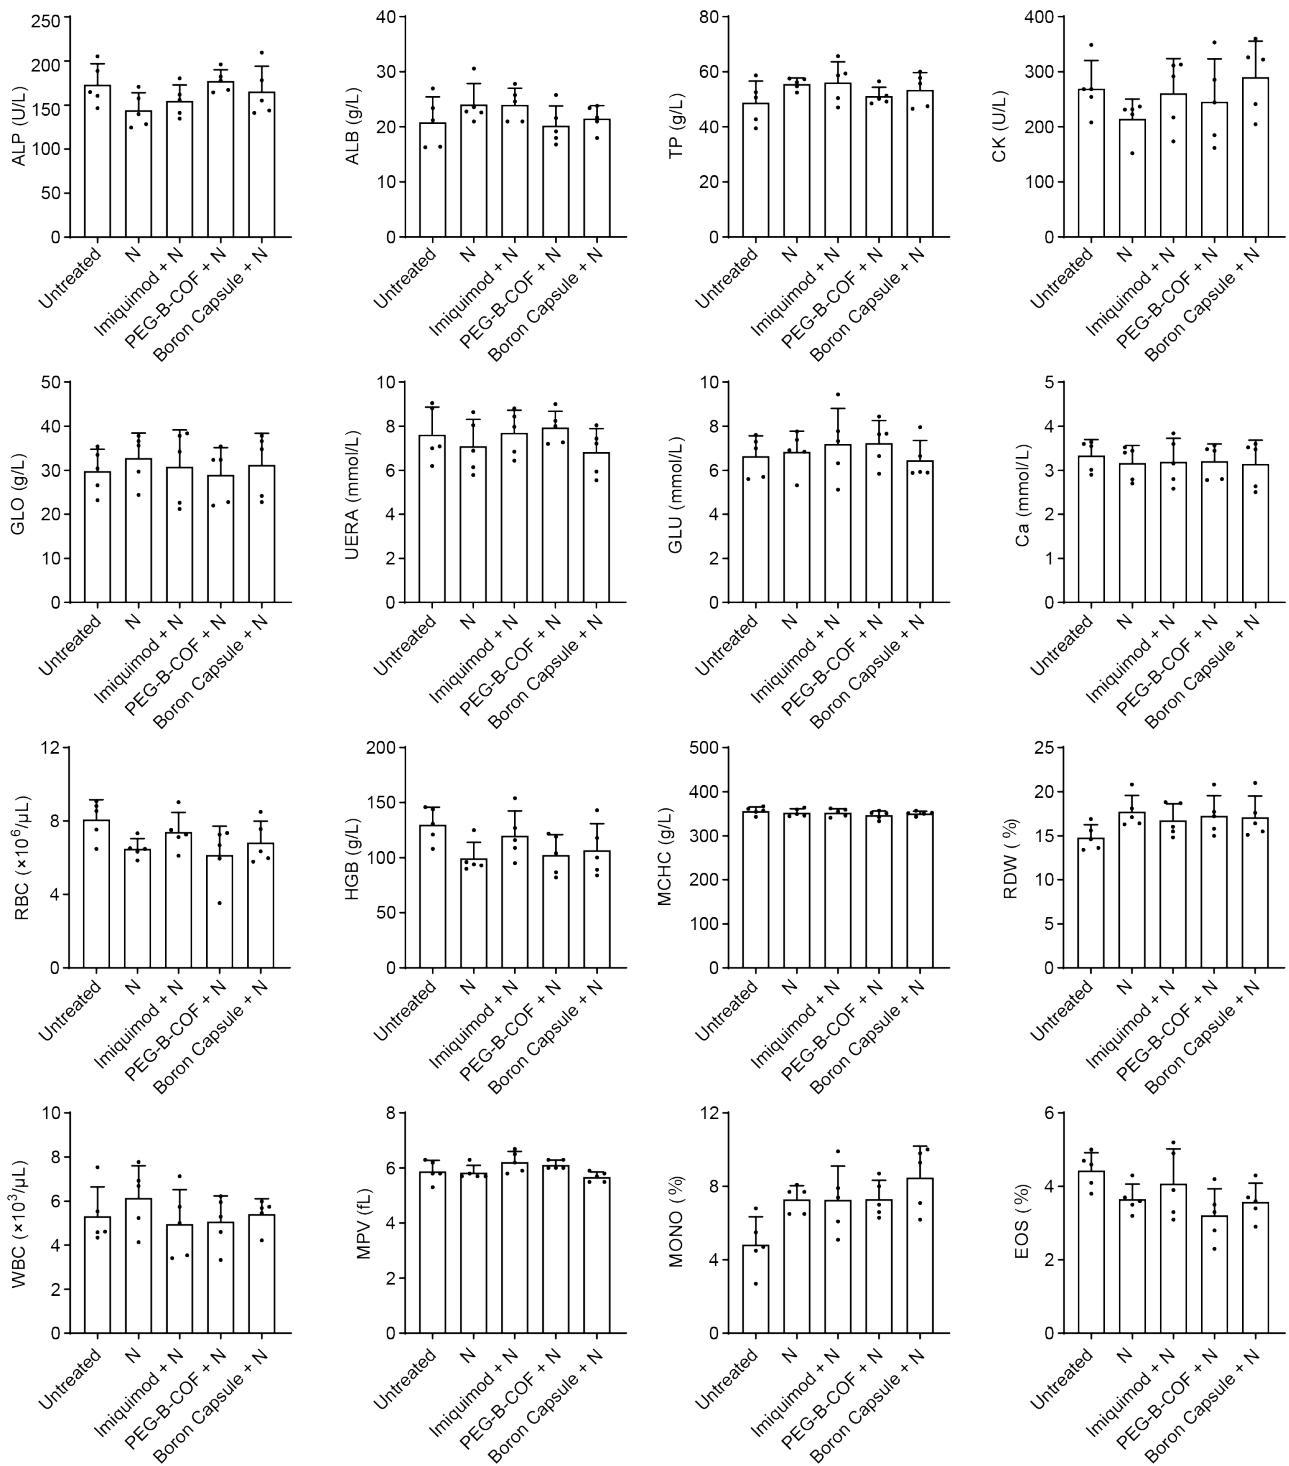 ALP (U/L)
250
200
150
100
50
0
Untreated
N
Imiquimod + N
PEG-B-COF + N
Boron Capsule + N
ALB (g/L)
40
30
20
10
0
Untreated
N
Imiquimod + N
PEG-B-COF + N
Boron Capsule + N
TP (g/L)
80
60
40
20
0
Untreated
N
Imiquimod + N
PEG-B-COF + N
Boron Capsule + N
CK (U/L)
400
300
200
100
0
Untreated
N
Imiquimod + N
PEG-B-COF + N
Boron Capsule + N
GLO (g/L)
50
40
30
20
10
0
Untreated
N
Imiquimod + N
PEG-B-COF + N
Boron Capsule + N
UERA (mmol/L)
10
8
6
4
2
0
Untreated
N
Imiquimod + N
PEG-B-COF + N
Boron Capsule + N
GLU (mmol/L)
10
8
6
4
2
0
Untreated
N
Imiquimod + N
PEG-B-COF + N
Boron Capsule + N
Ca (mmol/L)
5
4
3
2
1
0
Untreated
N
Imiquimod + N
PEG-B-COF + N
Boron Capsule + N
RBC (×10⁶/μL)
12
8
4
0
Untreated
N
Imiquimod + N
PEG-B-COF + N
Boron Capsule + N
HGB (g/L)
200
150
100
50
0
Untreated
N
Imiquimod + N
PEG-B-COF + N
Boron Capsule + N
MCHC (g/L)
500
400
300
200
100
0
Untreated
N
Imiquimod + N
PEG-B-COF + N
Boron Capsule + N
RDW ( %)
25
20
15
10
5
0
Untreated
N
Imiquimod + N
PEG-B-COF + N
Boron Capsule + N
WBC (×10³/μL)
10
8
6
4
2
0
Untreated
N
Imiquimod + N
PEG-B-COF + N
Boron Capsule + N
MPV (fL)
8
6
4
2
0
Untreated
N
Imiquimod + N
PEG-B-COF + N
Boron Capsule + N
MONO ( %)
12
8
4
0
Untreated
N
Imiquimod + N
PEG-B-COF + N
Boron Capsule + N
EOS ( %)
6
4
2
0
Untreated
N
Imiquimod + N
PEG-B-COF + N
Boron Capsule + N